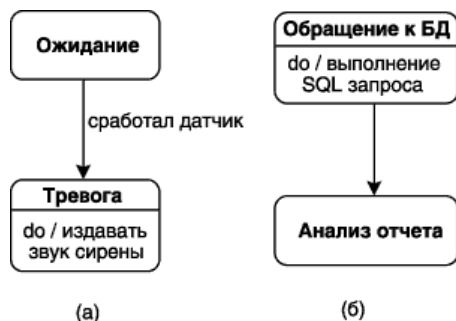 Ожидание
сработал датчик
Тревога
do / издавать
звук сирены
(а)
Обращение к БД
do / выполнение
SQL запроса
Анализ отчета
(б)